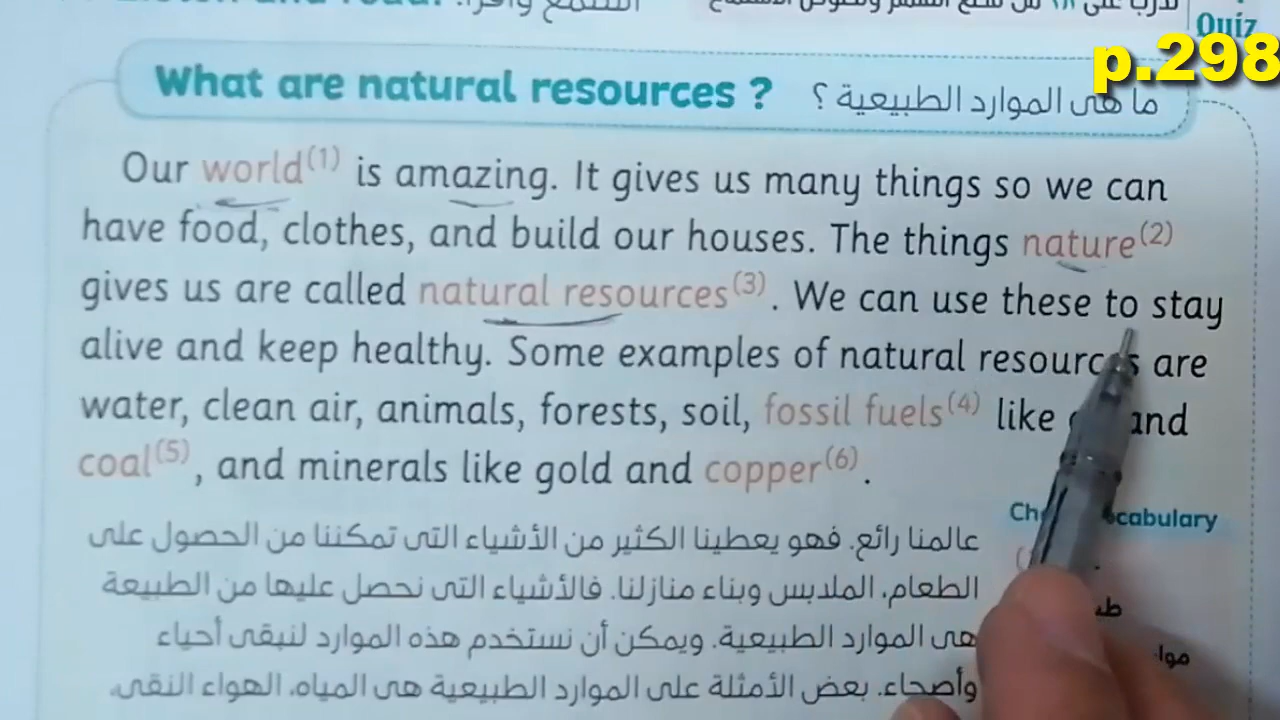 Quiz
p.298
What are natural resources ? ما هى الموارد الطبيعية ؟
Our world(1) is amazing. It gives us many things so we can
have food, clothes, and build our houses. The things nature(2)
gives us are called natural resources(3). We can use these to stay
alive and keep healthy. Some examples of natural resources are
water, clean air, animals, forests, soil, fossil fuels(4) like and
coal(5), and minerals like gold and copper(6).
عالمنا رائع. فهو يعطينا الكثير من الأشياء التى تمكننا من الحصول على
الطعام، الملابس وبناء منازلنا. فالأشياء التى نحصل عليها من الطبيعة
هى الموارد الطبيعية. ويمكن أن نستخدم هذه الموارد لنبقى أحياء
وأصحاء. بعض الأمثلة على الموارد الطبيعية هى المياه، الهواء النقى،